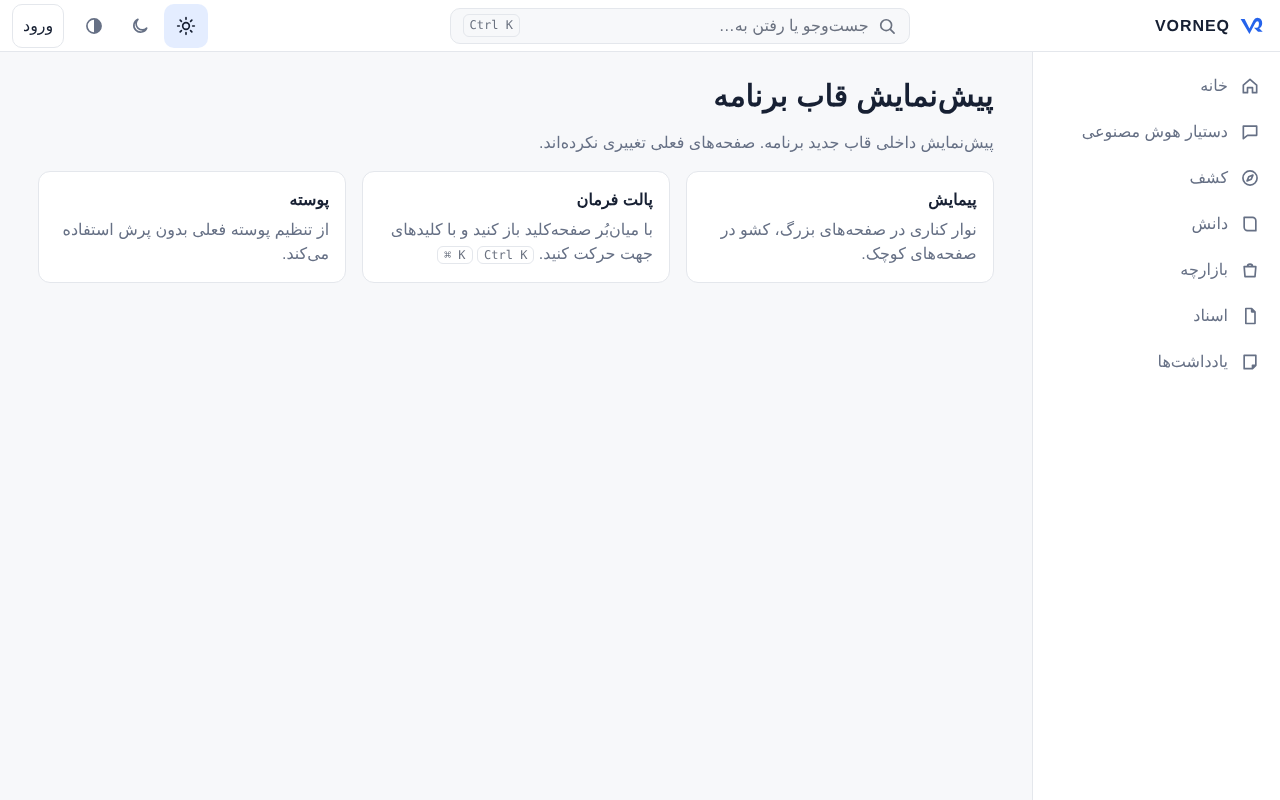 VORNEQ
جست‌وجو یا رفتن به…
Ctrl K
ورود
خانه
دستیار هوش مصنوعی
کشف
دانش
بازارچه
اسناد
یادداشت‌ها
پیش‌نمایش قاب برنامه
پیش‌نمایش داخلی قاب جدید برنامه. صفحه‌های فعلی تغییری نکرده‌اند.
پیمایش
نوار کناری در صفحه‌های بزرگ، کشو در
صفحه‌های کوچک.
پالت فرمان
با میان‌بُر صفحه‌کلید باز کنید و با کلیدهای
جهت حرکت کنید. Ctrl K ⌘ K
پوسته
از تنظیم پوسته فعلی بدون پرش استفاده
می‌کند.